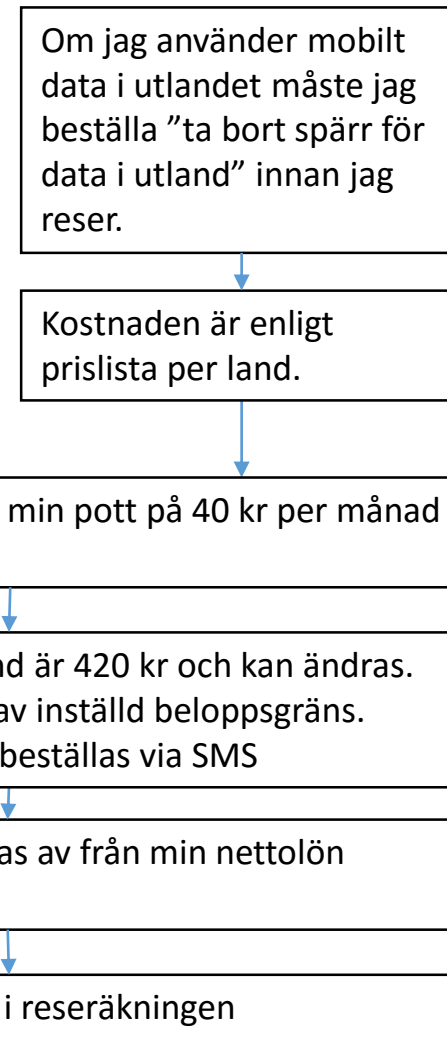 Om jag använder mobilt
data i utlandet måste jag
beställa ”ta bort spärr för
data i utland” innan jag
reser.
Kostnaden är enligt
prislista per land.
min pott på 40 kr per månad
nd är 420 kr och kan ändras.
av inställd beloppsgräns.
beställas via SMS
as av från min nettolön
i reseräkningen